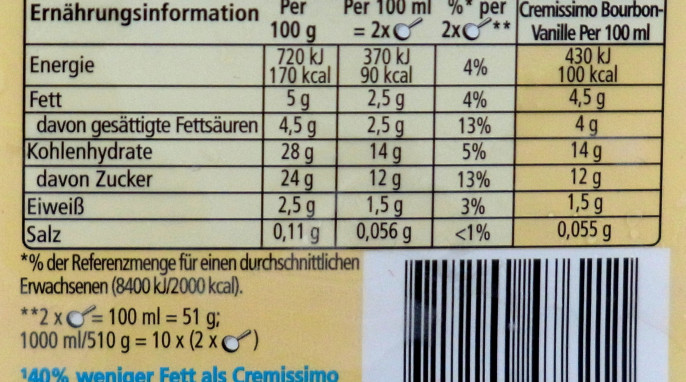 Ernährungsinformation Per 100 g Per 100 ml = 2x %* per 2x ** Cremissimo Bourbon-Vanille Per 100 ml
Energie 720 kJ 170 kcal 370 kJ 90 kcal 4% 430 kJ 100 kcal
Fett 5 g 2,5 g 4% 4,5 g
davon gesättigte Fettsäuren 4,5 g 2,5 g 13% 4 g
Kohlenhydrate 28 g 14 g 5% 14 g
davon Zucker 24 g 12 g 13% 12 g
Eiweiß 2,5 g 1,5 g 3% 1,5 g
Salz 0,11 g 0,056 g <1% 0,055 g
*% der Referenzmenge für einen durchschnittlichen
Erwachsenen (8400 kJ/2000 kcal).
**2 x = 100 ml = 51 g;
1000 ml/510 g = 10 x (2 x )
¹40% weniger Fett als Cremissimo